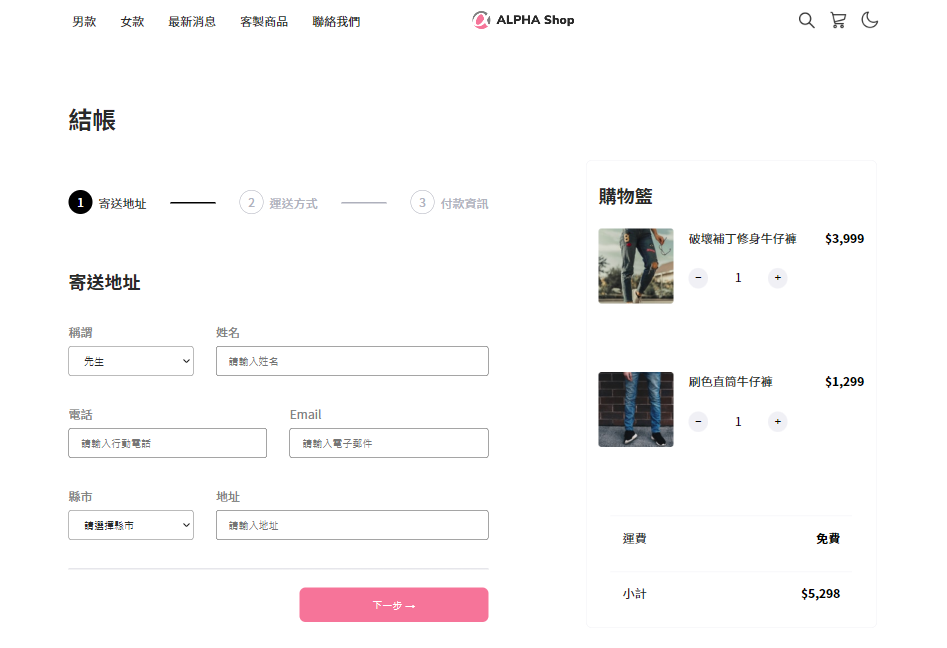 男款 女款 最新消息 客製商品 聯絡我們 ALPHA Shop
結帳
1 寄送地址 2 運送方式 3 付款資訊
寄送地址
稱謂 姓名
先生 請輸入姓名
電話 Email
請輸入行動電話 請輸入電子郵件
縣市 地址
請選擇縣市 請輸入地址
下一步 →
購物籃
破壞補丁修身牛仔褲 $3,999
− 1 +
刷色直筒牛仔褲 $1,299
− 1 +
運費 免費
小計 $5,298